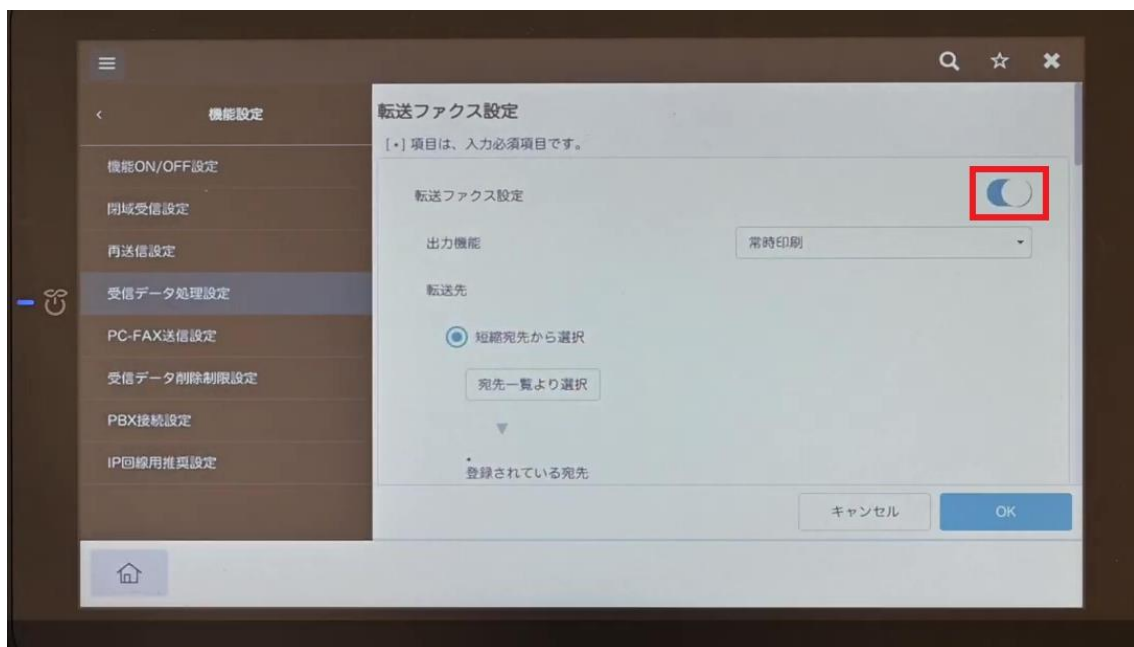 機能設定
機能ON/OFF設定
閉域受信設定
再送信設定
受信データ処理設定
PC-FAX送信設定
受信データ削除制限設定
PBX接続設定
IP回線用推奨設定
転送ファクス設定
[*] 項目は、入力必須項目です。
転送ファクス設定
出力機能
常時印刷
転送先
短縮宛先から選択
宛先一覧より選択
*
登録されている宛先
キャンセル
OK